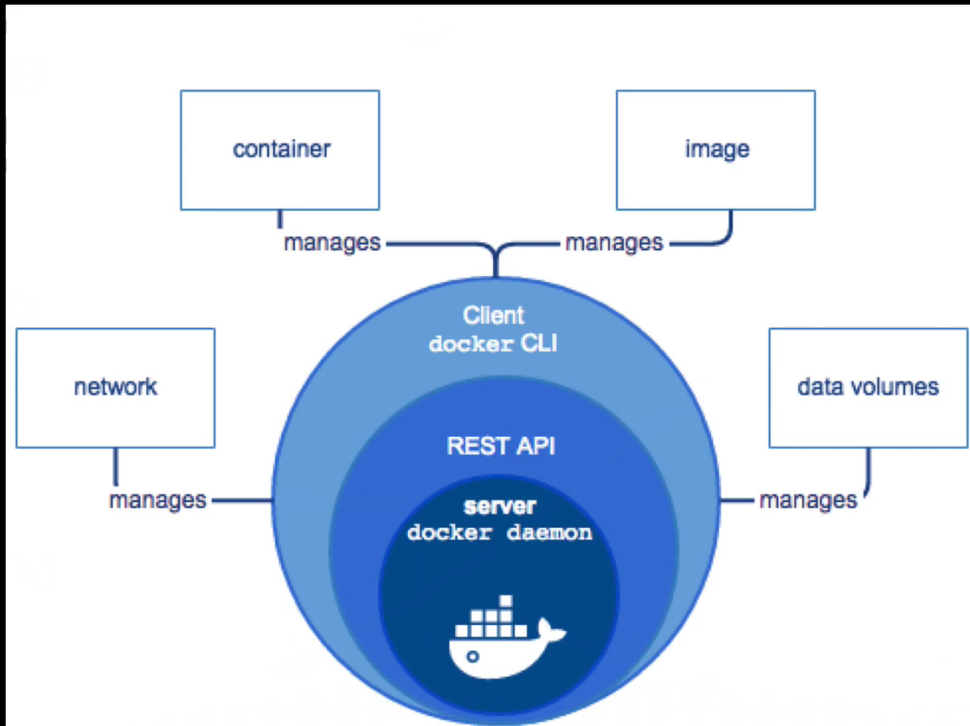 container
image
manages
manages
Client
docker CLI
network
data volumes
REST API
manages
server
manages
docker daemon